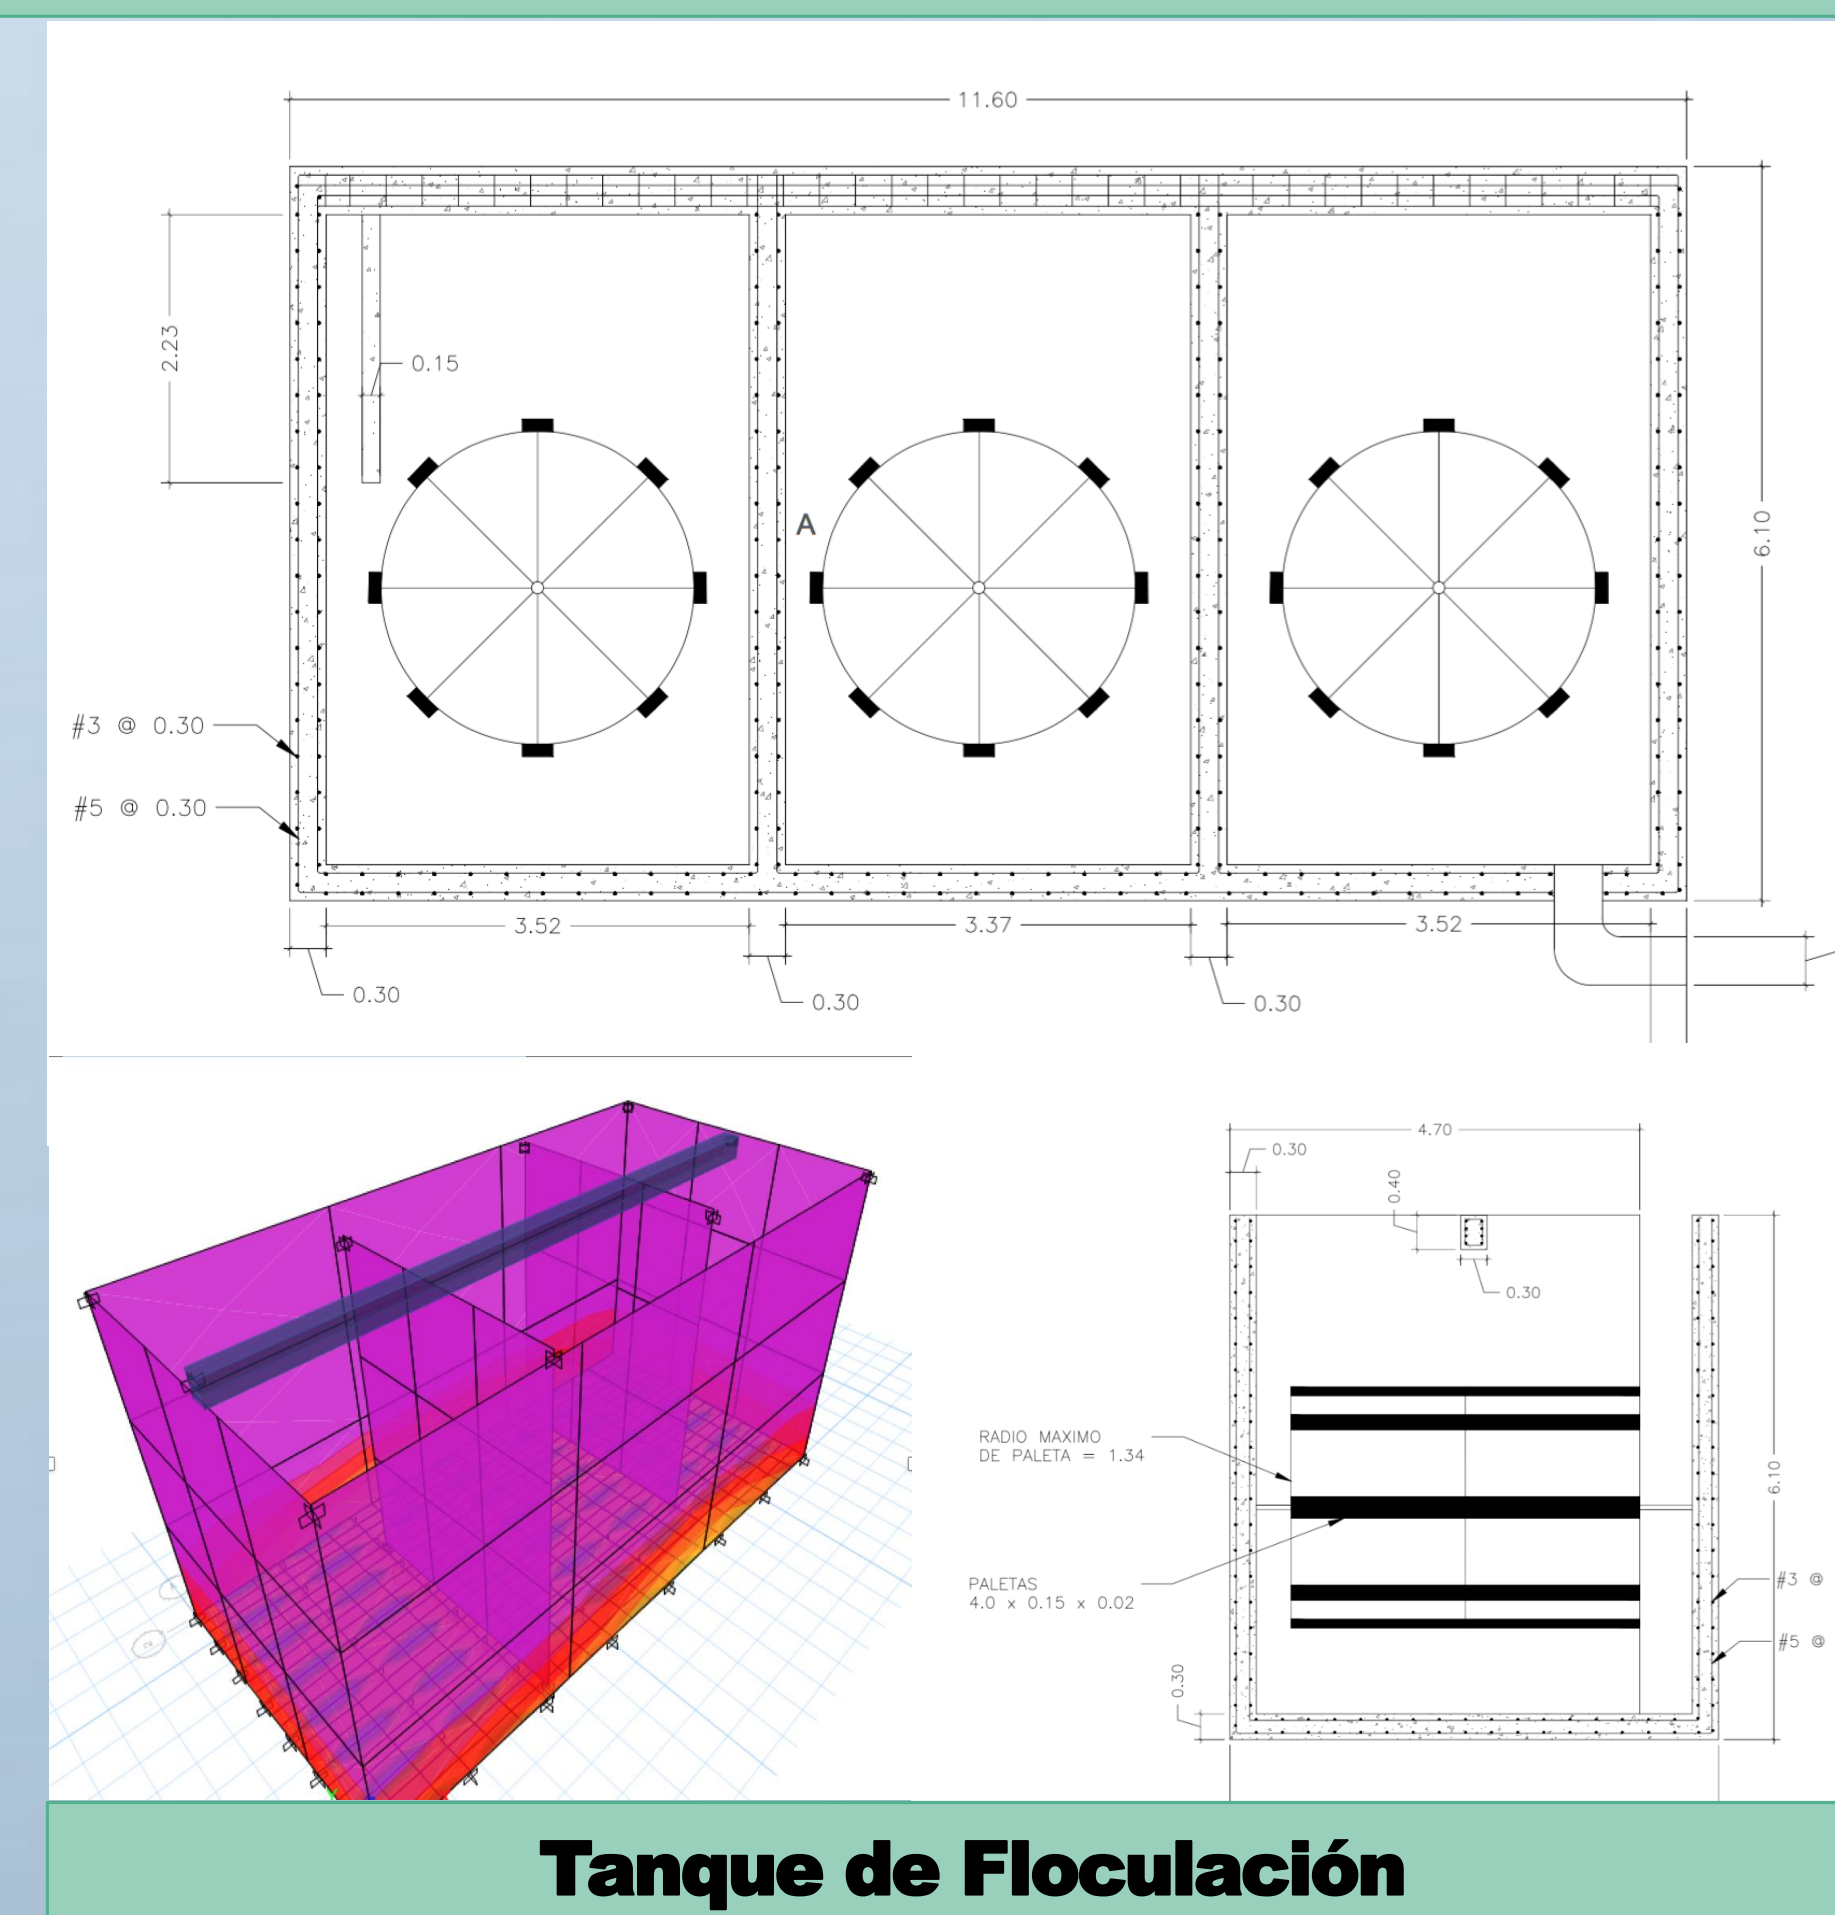 11.60
2.23
0.15
A
6.10
#3 @ 0.30
#5 @ 0.30
3.52
3.37
3.52
0.30
0.30
0.30
4.70
0.30
0.40
0.30
RADIO MAXIMO
DE PALETA = 1.34
6.10
PALETAS
4.0 x 0.15 x 0.02
#3 @
#5 @
0.30
Tanque de Floculación